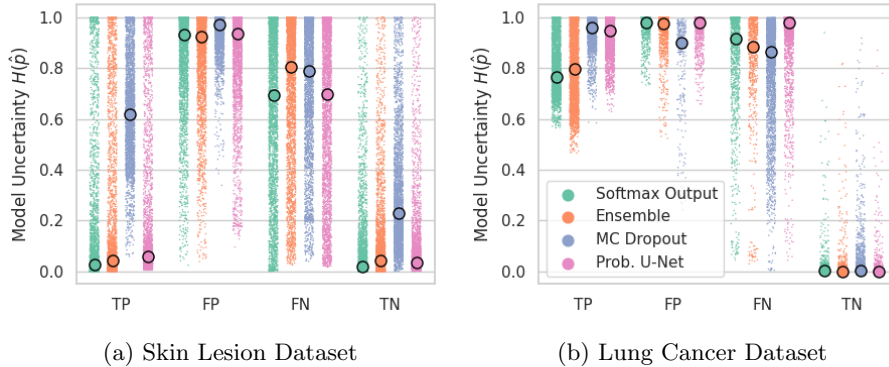 Model Uncertainty H(p̂)
1.0
0.8
0.6
0.4
0.2
0.0
TP
FP
FN
TN
(a) Skin Lesion Dataset
Model Uncertainty H(p̂)
1.0
0.8
0.6
0.4
0.2
0.0
Softmax Output
Ensemble
MC Dropout
Prob. U-Net
TP
FP
FN
TN
(b) Lung Cancer Dataset